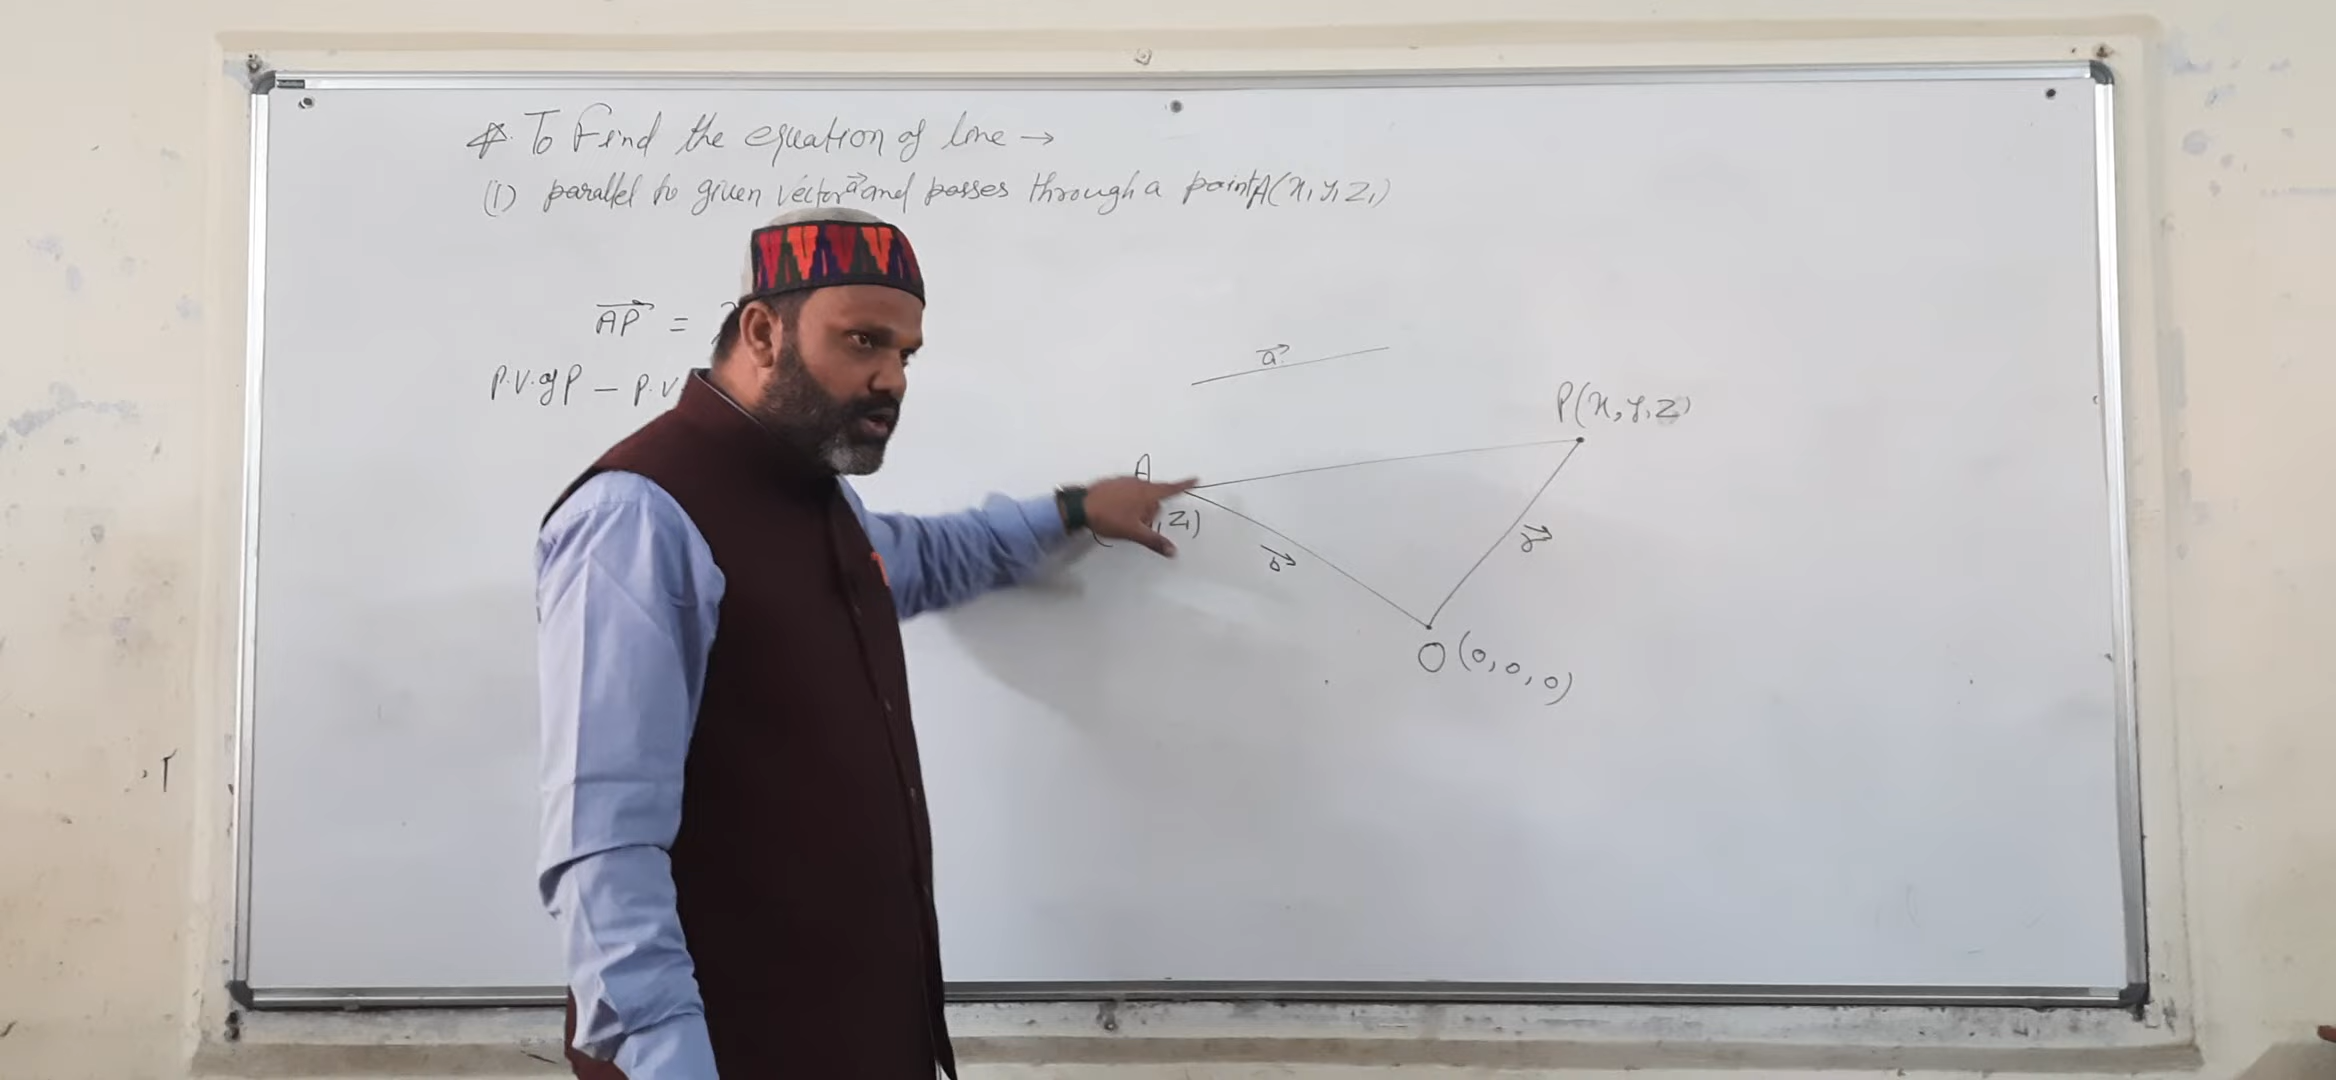 * To Find the equation of line →
(1) parallel to given vector a⃗ and passes through a point A(x₁ y₁ z₁)
AP⃗ =
P.V. of P – P.V
a⃗
P(x, y, z)
A
, z₁)
b⃗
r⃗
O (0, 0, 0)